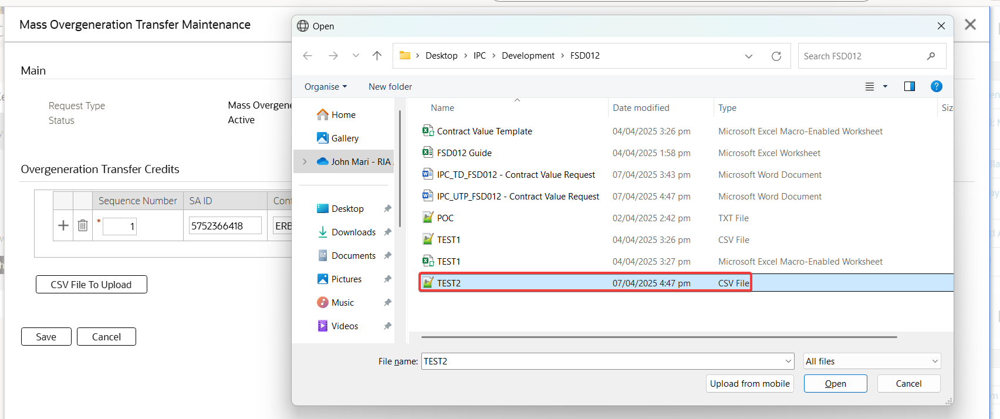 Mass Overgeneration Transfer Maintenance
Main
Request Type Mass Overgene
Status Active
Overgeneration Transfer Credits
Sequence Number SA ID Cont
* 1 5752366418 ERB
CSV File To Upload
Save Cancel
Open
Desktop > IPC > Development > FSD012
Search FSD012
Organise New folder
?
Home
Gallery
John Mari - RIA
Desktop
Downloads
Documents
Pictures
Music
Videos
Name Date modified Type Siz
Contract Value Template 04/04/2025 3:26 pm Microsoft Excel Macro-Enabled Worksheet
FSD012 Guide 04/04/2025 1:58 pm Microsoft Excel Worksheet
IPC_TD_FSD012 - Contract Value Request 07/04/2025 3:43 pm Microsoft Word Document
IPC_UTP_FSD012 - Contract Value Request 07/04/2025 4:47 pm Microsoft Word Document
POC 02/04/2025 2:42 pm TXT File
TEST1 04/04/2025 3:26 pm CSV File
TEST1 04/04/2025 3:27 pm Microsoft Excel Macro-Enabled Worksheet
TEST2 07/04/2025 4:47 pm CSV File
File name: TEST2 All files
Upload from mobile Open Cancel